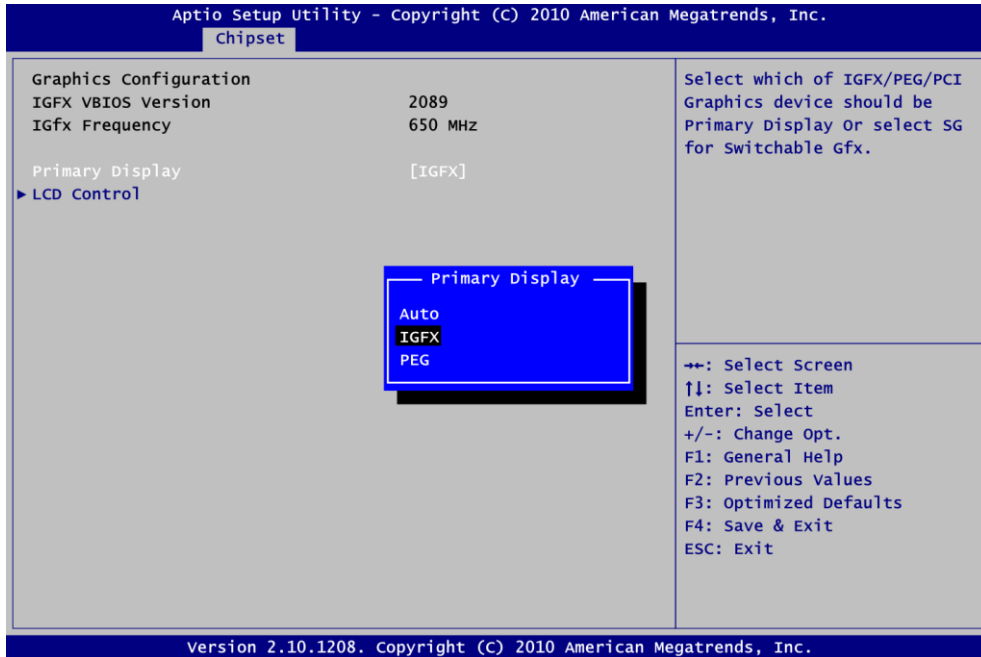 Aptio Setup Utility - Copyright (C) 2010 American Megatrends, Inc.
Chipset
Graphics Configuration
IGFX VBIOS Version 2089
IGfx Frequency 650 MHz
Primary Display [IGFX]
► LCD Control
Primary Display
Auto
IGFX
PEG
Select which of IGFX/PEG/PCI
Graphics device should be
Primary Display Or select SG
for Switchable Gfx.
→←: Select Screen
↑↓: Select Item
Enter: Select
+/-: Change Opt.
F1: General Help
F2: Previous Values
F3: Optimized Defaults
F4: Save & Exit
ESC: Exit
Version 2.10.1208. Copyright (C) 2010 American Megatrends, Inc.